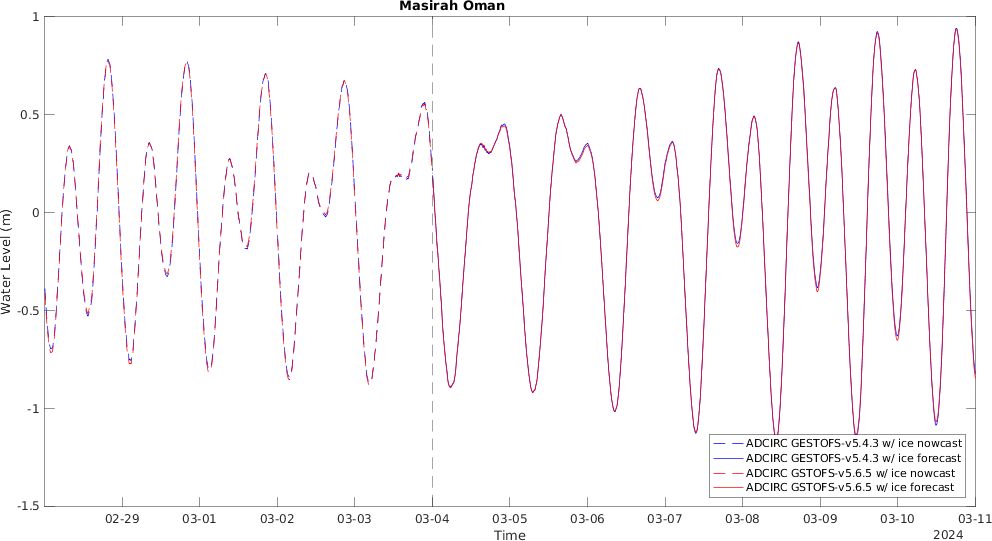 Masirah Oman
1
0.5
0
-0.5
-1
-1.5
Water Level (m)
02-29
03-01
03-02
03-03
03-04
03-05
03-06
03-07
03-08
03-09
03-10
03-11
Time
2024
ADCIRC GESTOFS-v5.4.3 w/ ice nowcast
ADCIRC GESTOFS-v5.4.3 w/ ice forecast
ADCIRC GSTOFS-v5.6.5 w/ ice nowcast
ADCIRC GSTOFS-v5.6.5 w/ ice forecast